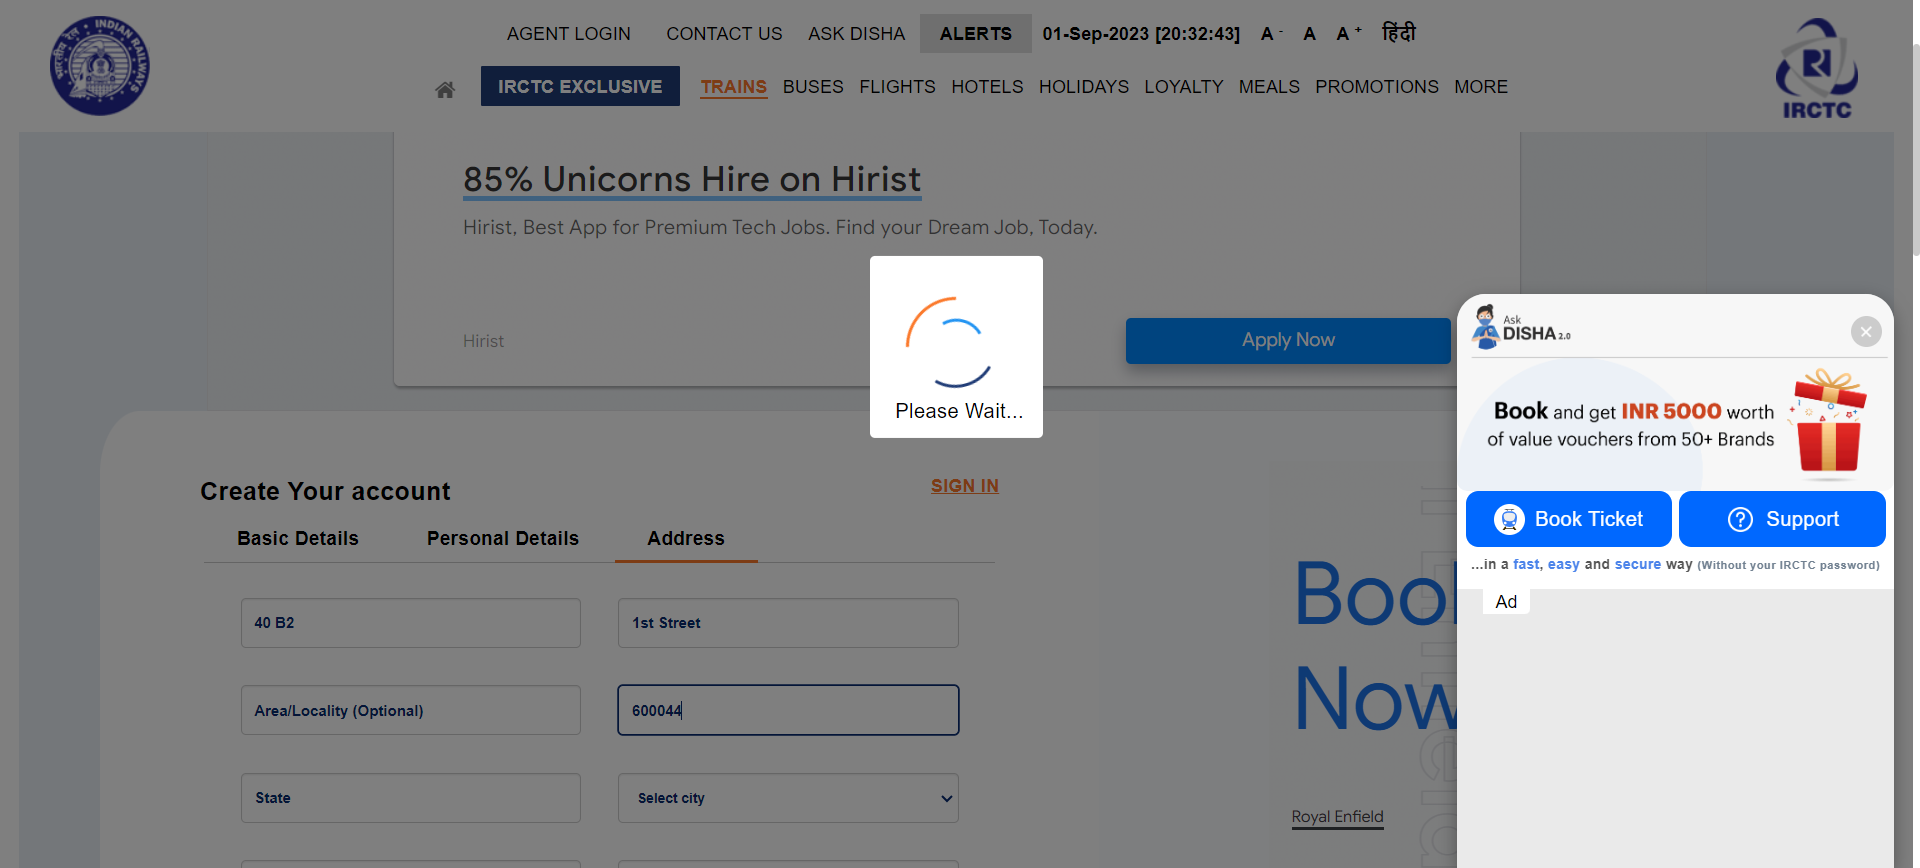 INDIAN RAILWAYS
भारतीय रेल
AGENT LOGIN CONTACT US ASK DISHA ALERTS 01-Sep-2023 [20:32:43] A - A A + हिंदी
IRCTC EXCLUSIVE TRAINS BUSES FLIGHTS HOTELS HOLIDAYS LOYALTY MEALS PROMOTIONS MORE
IRCTC
85% Unicorns Hire on Hirist
Hirist, Best App for Premium Tech Jobs. Find your Dream Job, Today.
Hirist
Apply Now
Please Wait...
Create Your account
SIGN IN
Basic Details Personal Details Address
40 B2
1st Street
Area/Locality (Optional)
600044
State
Select city
Boo
Now
Royal Enfield
Ask
DISHA 2.0
Book and get INR 5000 worth
of value vouchers from 50+ Brands
Book Ticket
Support
...in a fast, easy and secure way (Without your IRCTC password)
Ad